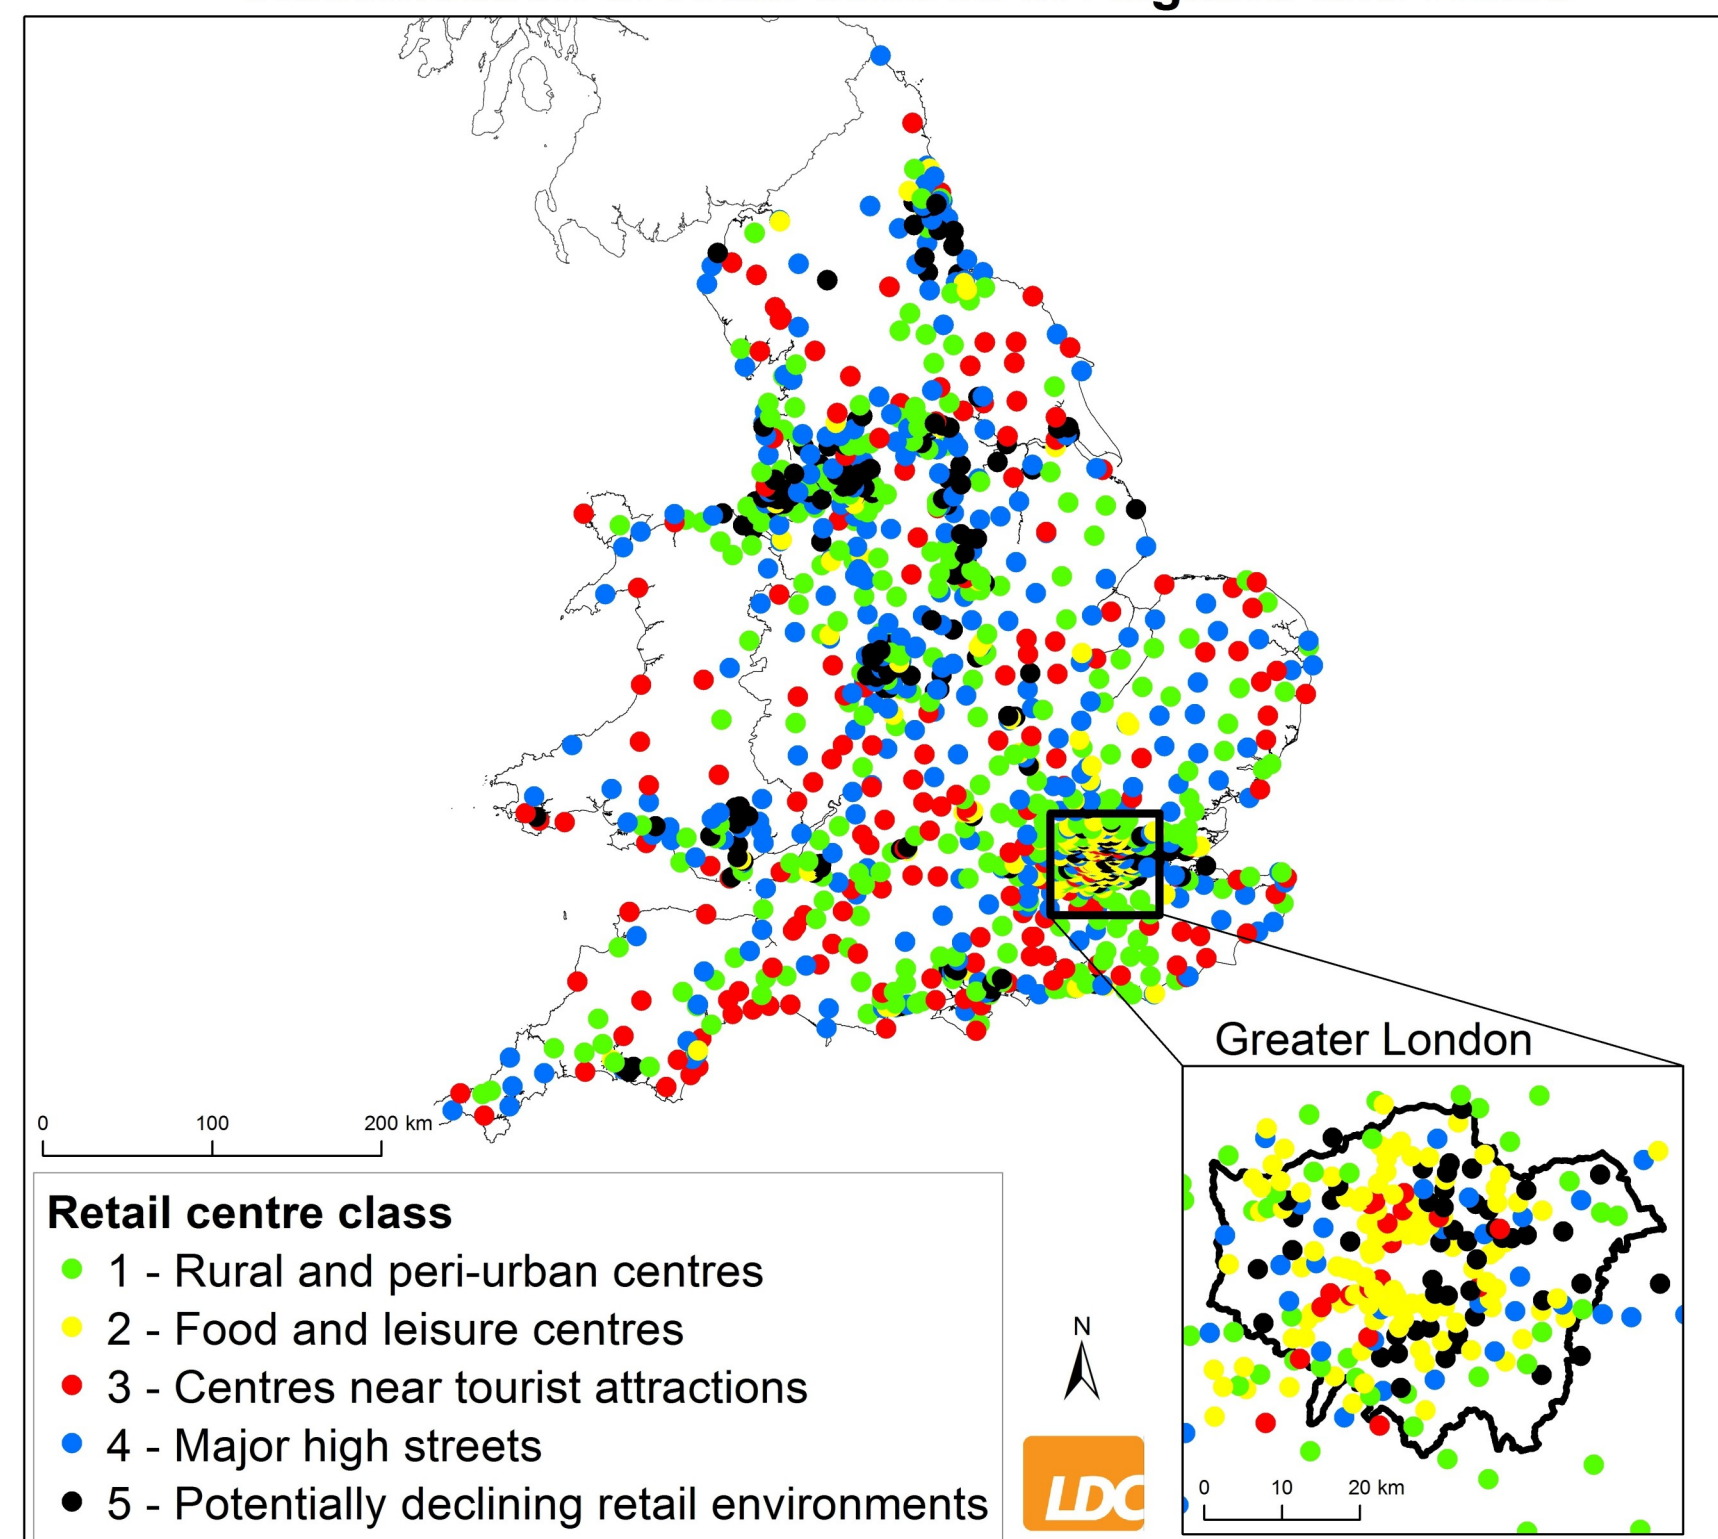 Greater London
0 100 200 km
Retail centre class
1 - Rural and peri-urban centres
2 - Food and leisure centres
3 - Centres near tourist attractions
4 - Major high streets
5 - Potentially declining retail environments
N
LDC
0 10 20 km